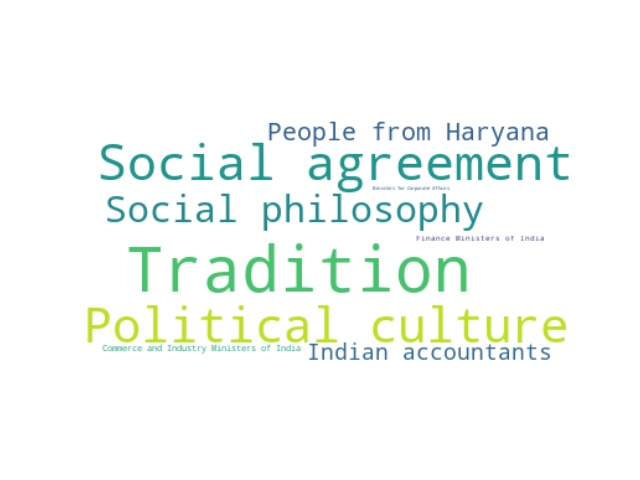 People from Haryana
Social agreement
Ministers for Corporate Affairs
Social philosophy
Finance Ministers of India
Tradition
Political culture
Commerce and Industry Ministers of India
Indian accountants